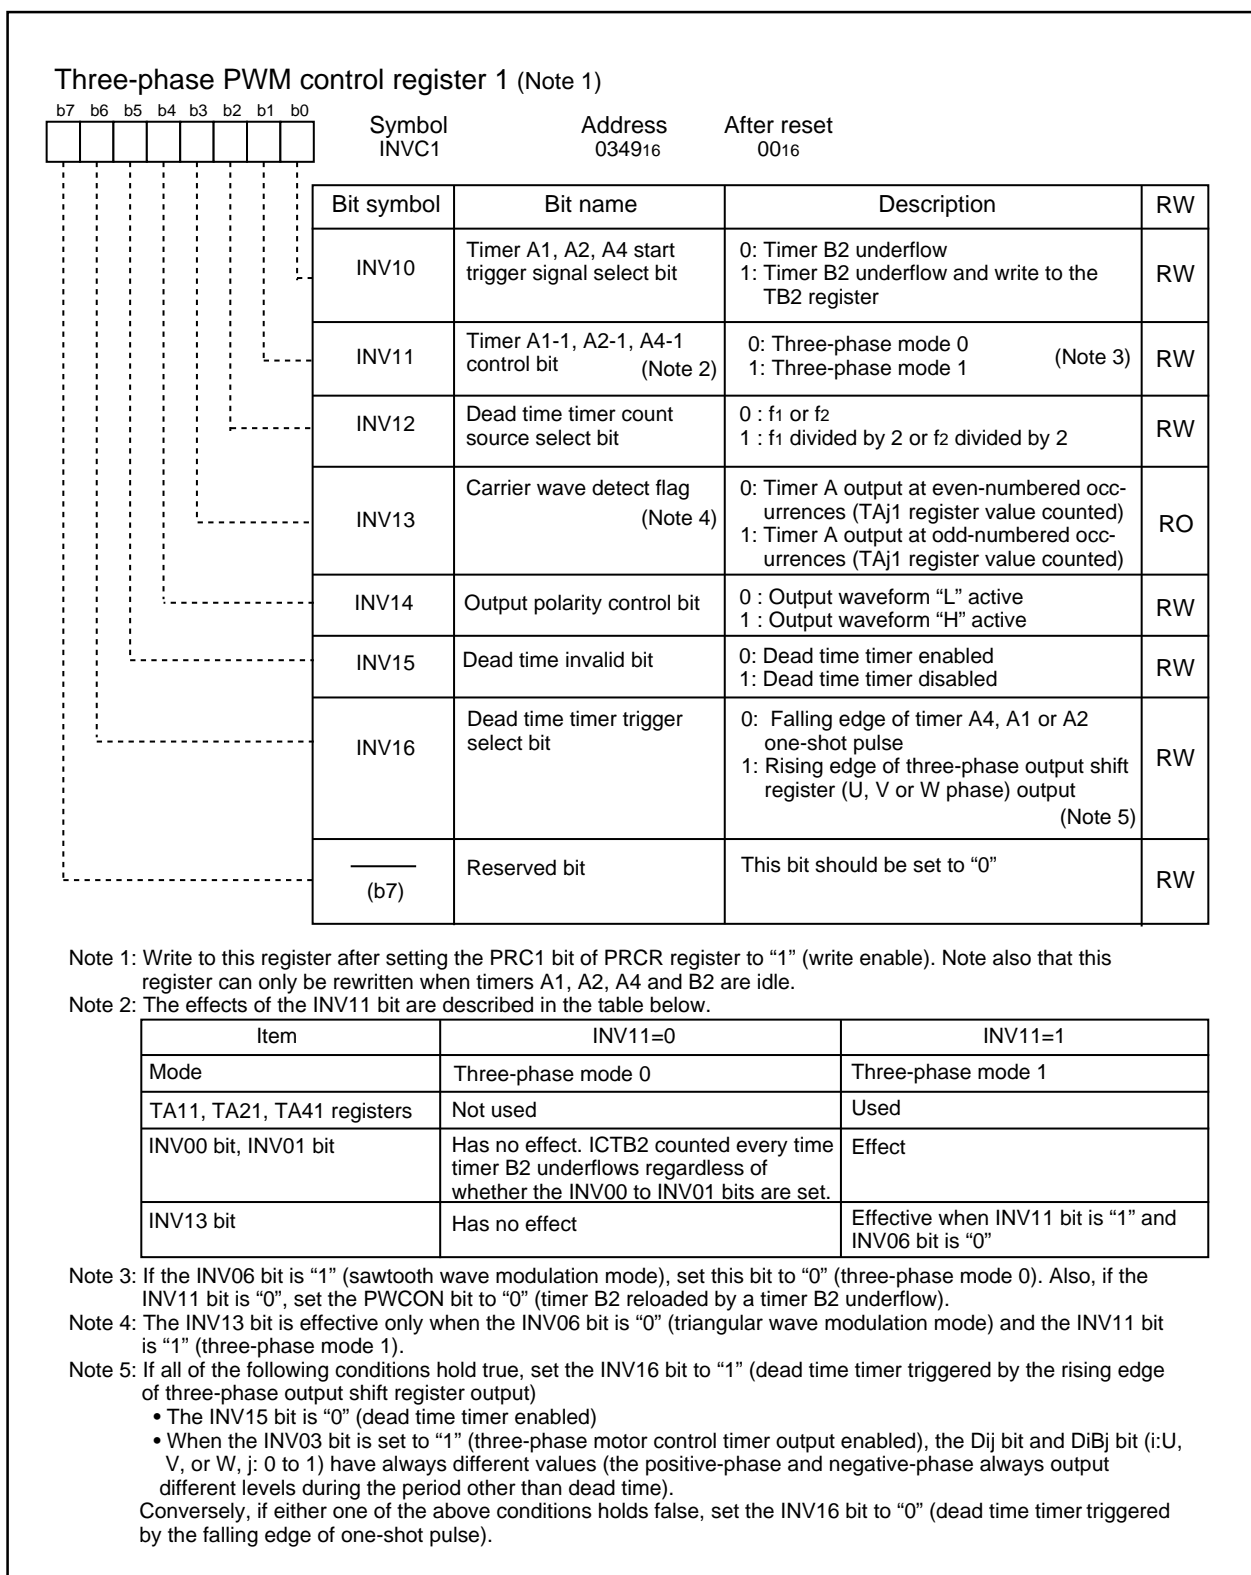 Three-phase PWM control register 1 (Note 1)
b7 b6 b5 b4 b3 b2 b1 b0
Symbol Address After reset
INVC1 034916 0016
Bit symbol Bit name Description RW
INV10 Timer A1, A2, A4 start trigger signal select bit 0: Timer B2 underflow
1: Timer B2 underflow and write to the
TB2 register RW
INV11 Timer A1-1, A2-1, A4-1
control bit (Note 2) 0: Three-phase mode 0
1: Three-phase mode 1 (Note 3) RW
INV12 Dead time timer count
source select bit 0 : f1 or f2
1 : f1 divided by 2 or f2 divided by 2 RW
INV13 Carrier wave detect flag
(Note 4) 0: Timer A output at even-numbered occ-
urrences (TAj1 register value counted)
1: Timer A output at odd-numbered occ-
urrences (TAj1 register value counted) RO
INV14 Output polarity control bit 0 : Output waveform “L” active
1 : Output waveform “H” active RW
INV15 Dead time invalid bit 0: Dead time timer enabled
1: Dead time timer disabled RW
INV16 Dead time timer trigger
select bit 0: Falling edge of timer A4, A1 or A2
one-shot pulse
1: Rising edge of three-phase output shift
register (U, V or W phase) output
(Note 5) RW
(b7) Reserved bit This bit should be set to “0” RW
Note 1: Write to this register after setting the PRC1 bit of PRCR register to “1” (write enable). Note also that this
register can only be rewritten when timers A1, A2, A4 and B2 are idle.
Note 2: The effects of the INV11 bit are described in the table below.
Item INV11=0 INV11=1
Mode Three-phase mode 0 Three-phase mode 1
TA11, TA21, TA41 registers Not used Used
INV00 bit, INV01 bit Has no effect. ICTB2 counted every time
timer B2 underflows regardless of
whether the INV00 to INV01 bits are set. Effect
INV13 bit Has no effect Effective when INV11 bit is “1” and
INV06 bit is “0”
Note 3: If the INV06 bit is “1” (sawtooth wave modulation mode), set this bit to “0” (three-phase mode 0). Also, if the
INV11 bit is “0”, set the PWCON bit to “0” (timer B2 reloaded by a timer B2 underflow).
Note 4: The INV13 bit is effective only when the INV06 bit is “0” (triangular wave modulation mode) and the INV11 bit
is “1” (three-phase mode 1).
Note 5: If all of the following conditions hold true, set the INV16 bit to “1” (dead time timer triggered by the rising edge
of three-phase output shift register output)
• The INV15 bit is “0” (dead time timer enabled)
• When the INV03 bit is set to “1” (three-phase motor control timer output enabled), the Dij bit and DiBj bit (i:U,
V, or W, j: 0 to 1) have always different values (the positive-phase and negative-phase always output
different levels during the period other than dead time).
Conversely, if either one of the above conditions holds false, set the INV16 bit to “0” (dead time timer triggered
by the falling edge of one-shot pulse).